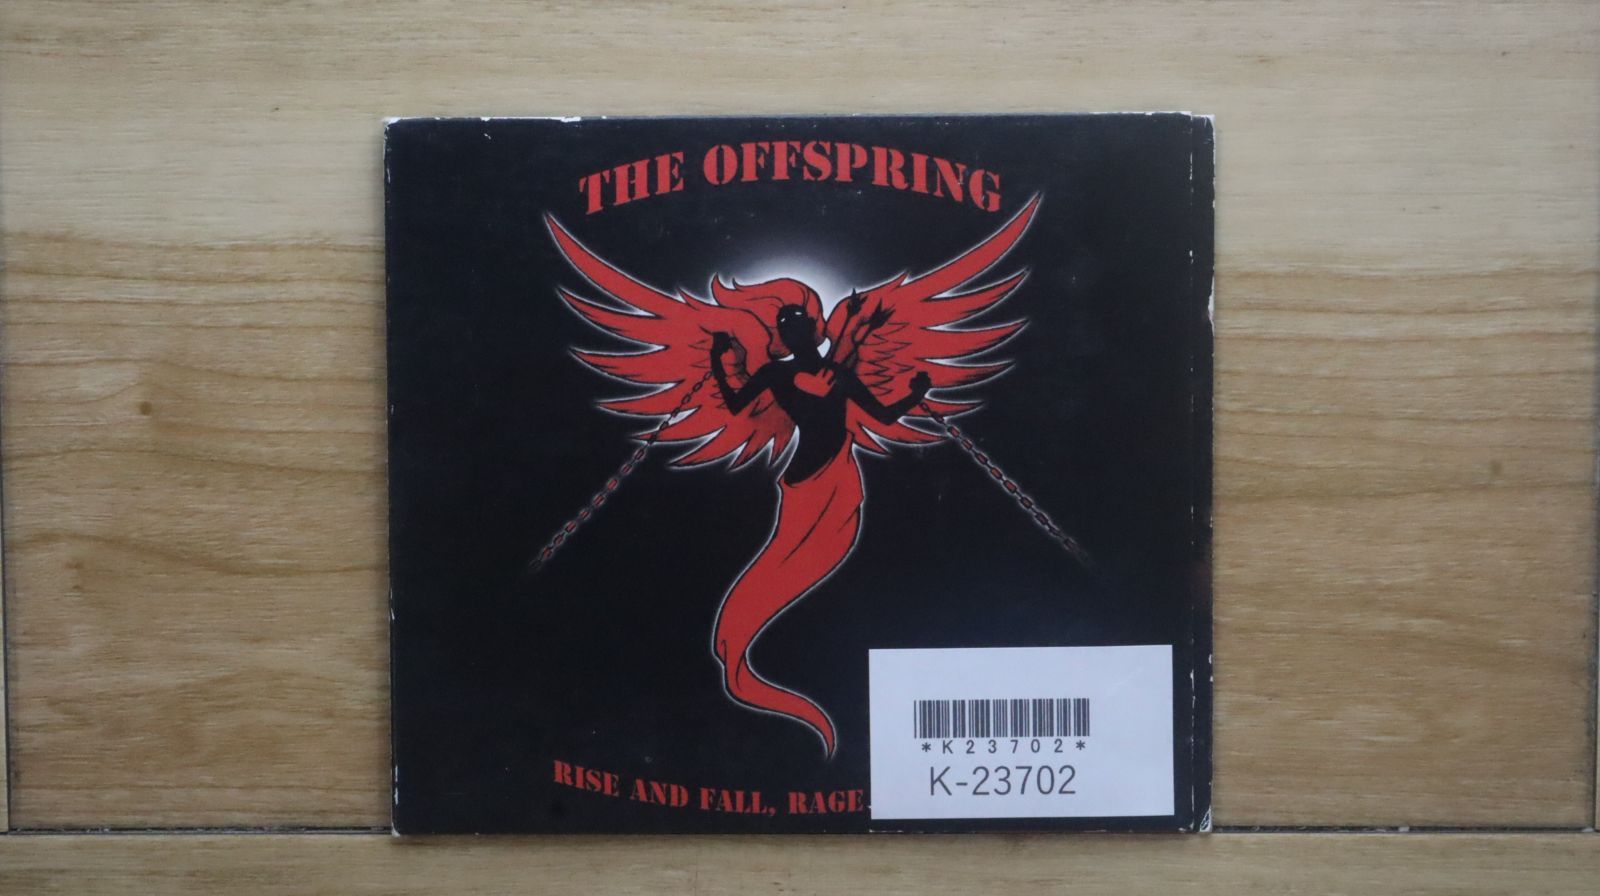 THE OFFSPRING
RISE AND FALL, RAGE
*K23702*
K-23702